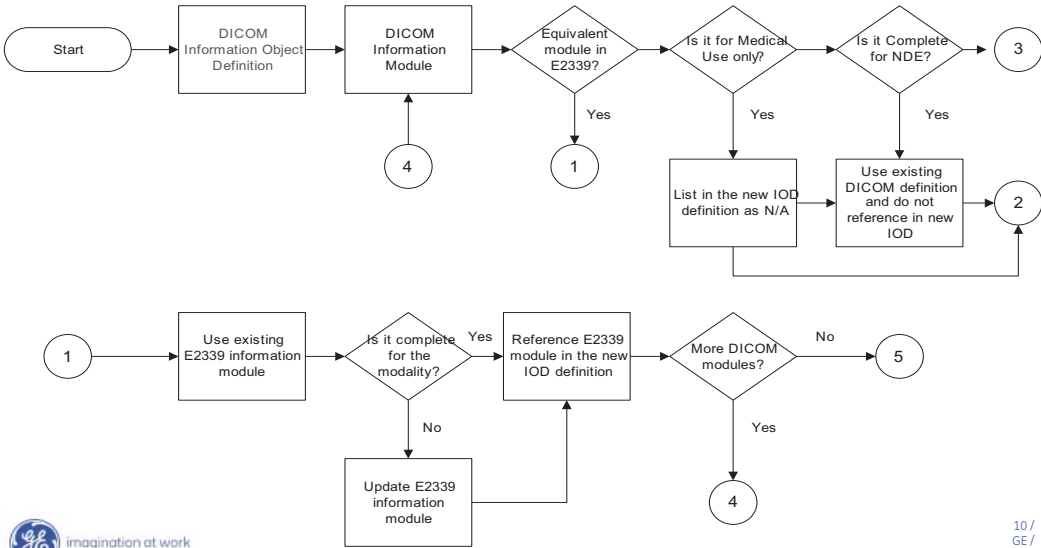 Start
DICOM
Information Object
Definition
DICOM
Information
Module
Equivalent
module in
E2339?
Is it for Medical
Use only?
Is it Complete
for NDE?
3
Yes
Yes
Yes
4
1
List in the new IOD
definition as N/A
Use existing
DICOM definition
and do not
reference in new
IOD
2
1
Use existing
E2339 information
module
Is it complete
for the
modality?
Yes
Reference E2339
module in the new
IOD definition
More DICOM
modules?
No
5
No
Yes
Update E2339
information
module
4
GE imagination at work
10 /
GE /